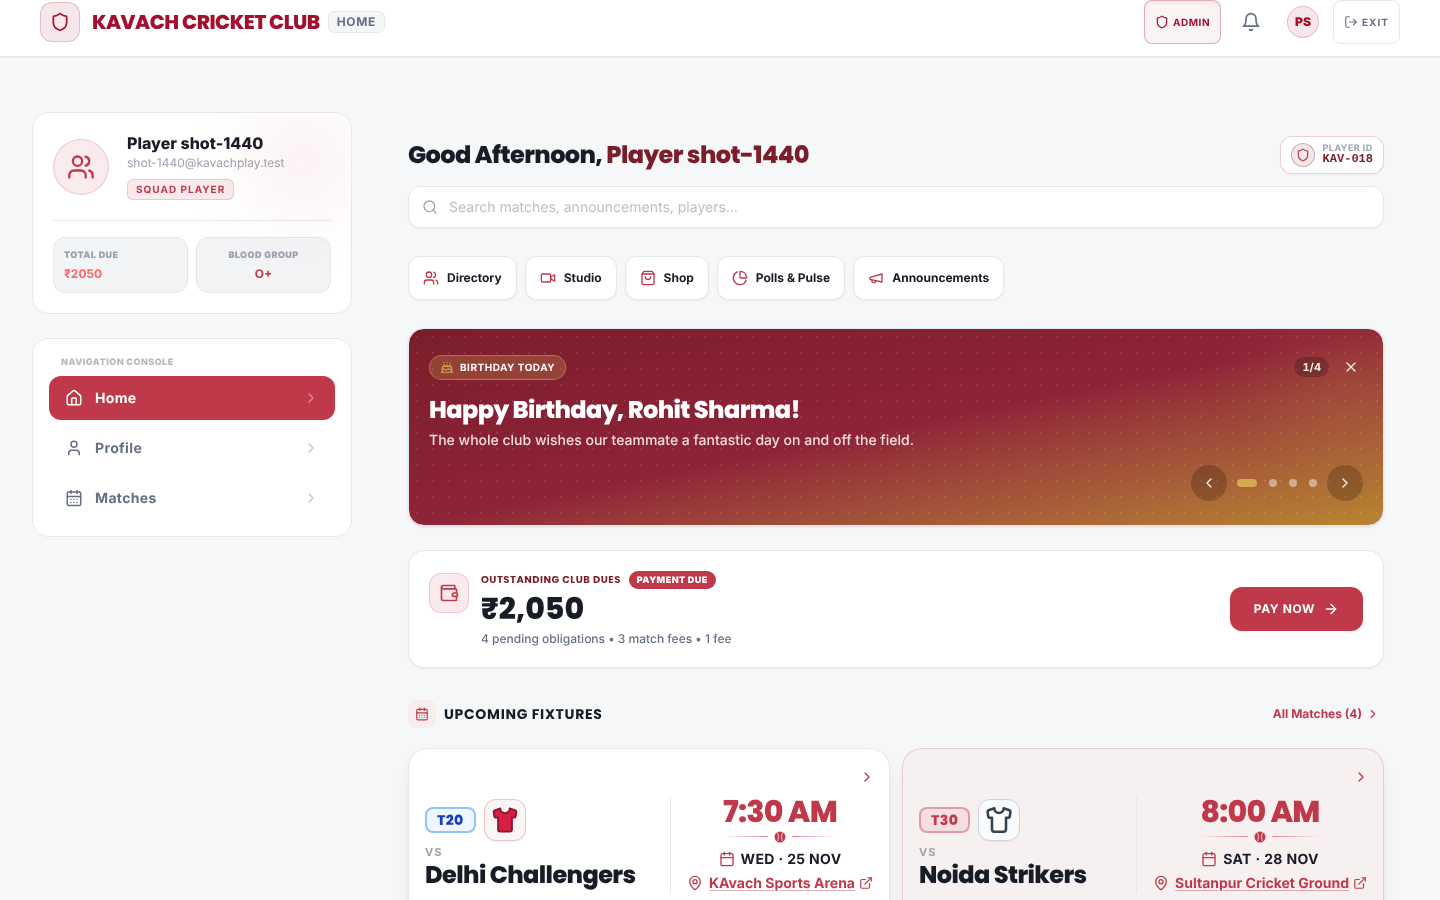 KAVACH CRICKET CLUB HOME
ADMIN
PS
EXIT
Player shot-1440
shot-1440@kavachplay.test
SQUAD PLAYER
TOTAL DUE
₹2050
BLOOD GROUP
O+
NAVIGATION CONSOLE
Home
Profile
Matches
Good Afternoon, Player shot-1440
PLAYER ID
KAV-018
Search matches, announcements, players...
Directory
Studio
Shop
Polls & Pulse
Announcements
BIRTHDAY TODAY
1/4
Happy Birthday, Rohit Sharma!
The whole club wishes our teammate a fantastic day on and off the field.
OUTSTANDING CLUB DUES PAYMENT DUE
₹2,050
4 pending obligations • 3 match fees • 1 fee
PAY NOW
UPCOMING FIXTURES
All Matches (4)
T20
VS
Delhi Challengers
7:30 AM
WED · 25 NOV
KAvach Sports Arena
T30
VS
Noida Strikers
8:00 AM
SAT · 28 NOV
Sultanpur Cricket Ground